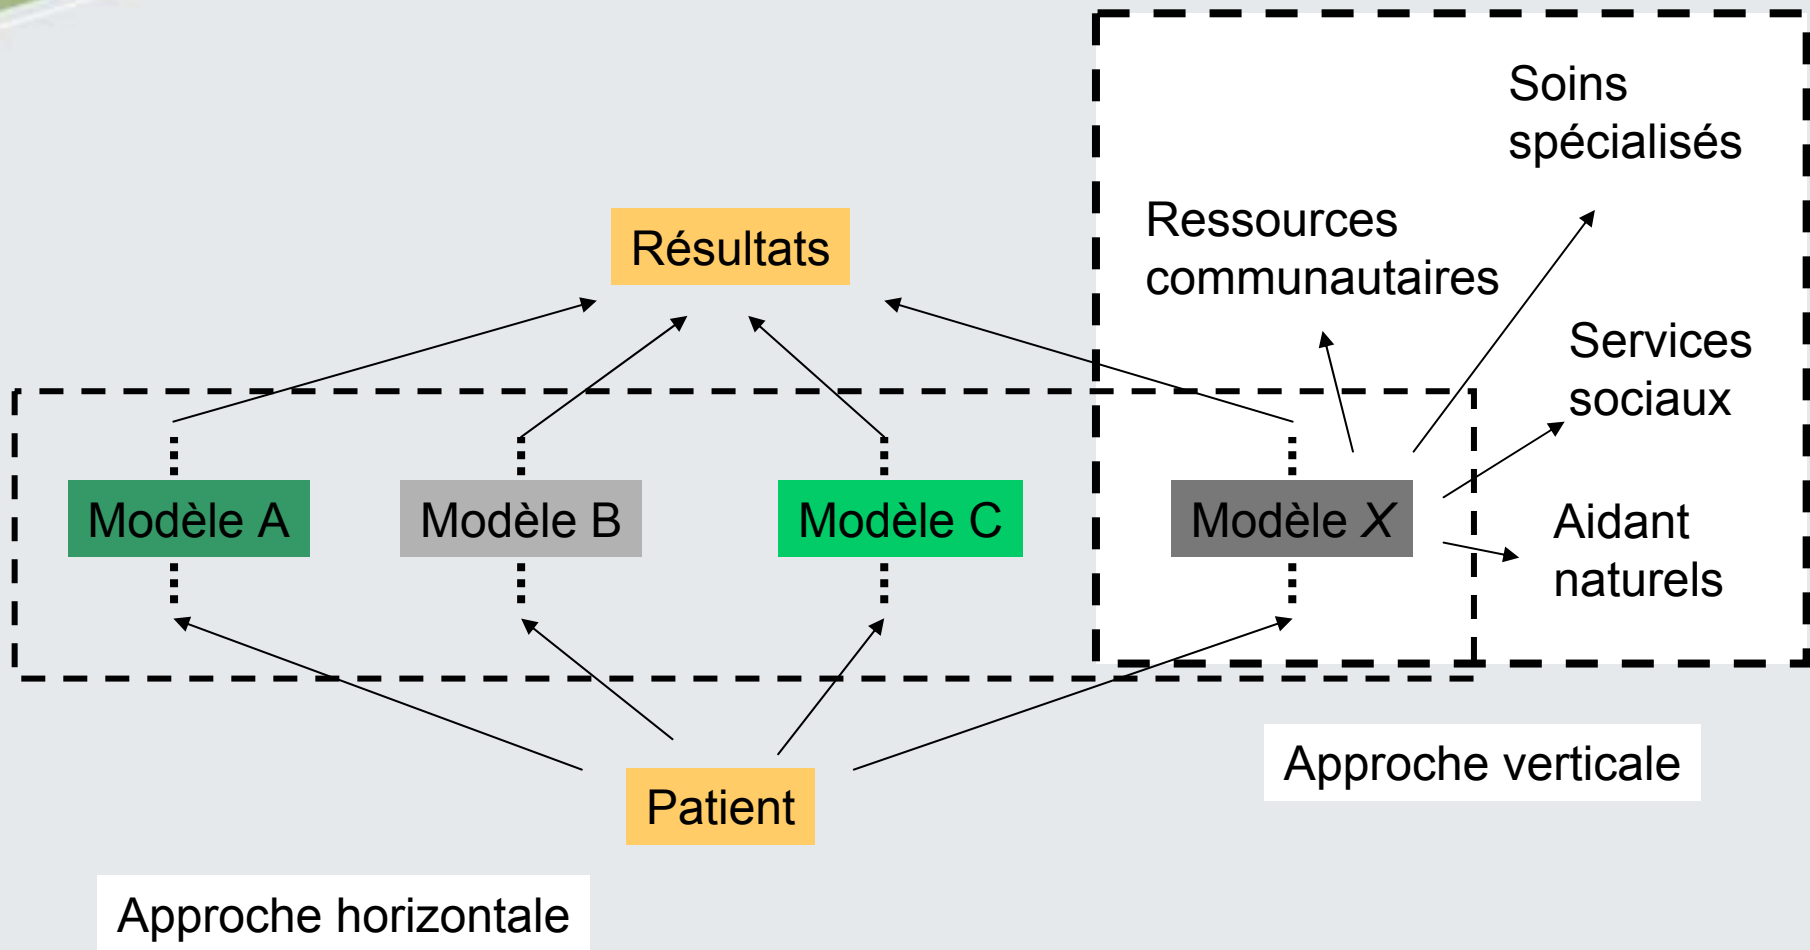 Soins
spécialisés
Ressources
communautaires
Résultats
Services
sociaux
Modèle A
Modèle B
Modèle C
Modèle X
Aidant
naturels
Approche verticale
Patient
Approche horizontale